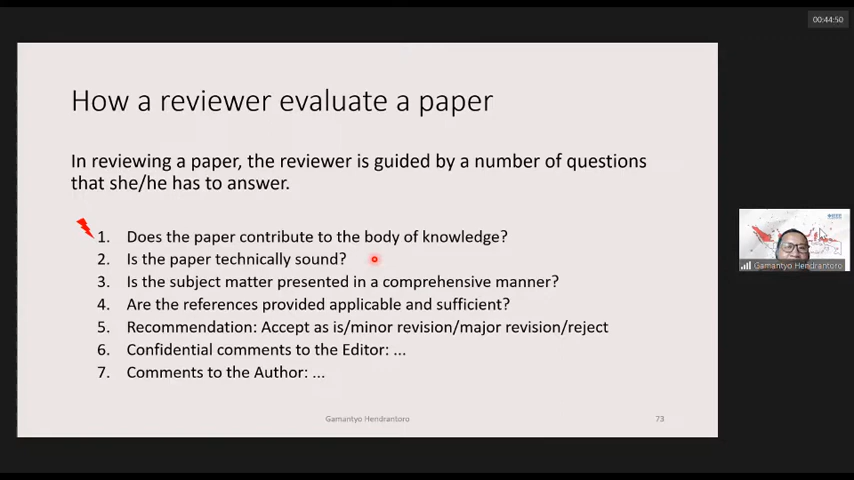 00:44:50
How a reviewer evaluate a paper
In reviewing a paper, the reviewer is guided by a number of questions
that she/he has to answer.
1. Does the paper contribute to the body of knowledge?
2. Is the paper technically sound?
3. Is the subject matter presented in a comprehensive manner?
4. Are the references provided applicable and sufficient?
5. Recommendation: Accept as is/minor revision/major revision/reject
6. Confidential comments to the Editor: ...
7. Comments to the Author: ...
IEEE
Gamantyo Hendrantoro
Gamantyo Hendrantoro
73